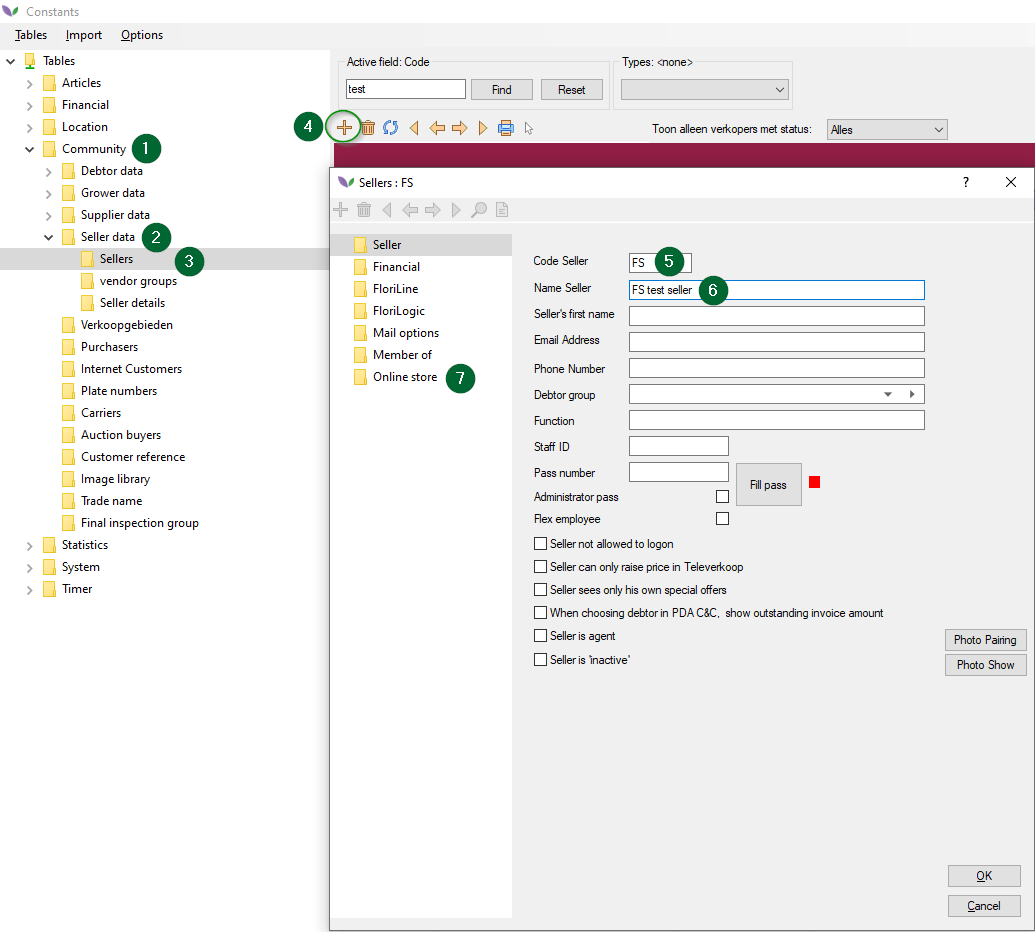 Constants
Tables Import Options
Tables
Articles
Financial
Location
Community 1
Debtor data
Grower data
Supplier data
Seller data 2
Sellers 3
vendor groups
Seller details
Verkoopgebieden
Purchasers
Internet Customers
Plate numbers
Carriers
Auction buyers
Customer reference
Image library
Trade name
Final inspection group
Statistics
System
Timer
Active field: Code
test Find Reset
Types: <none>
4
Toon alleen verkopers met status: Alles
Sellers : FS ?
Seller
Financial
FloriLine
FloriLogic
Mail options
Member of
Online store 7
Code Seller FS 5
Name Seller FS test seller 6
Seller's first name
Email Address
Phone Number
Debtor group
Function
Staff ID
Pass number
Fill pass
Administrator pass
Flex employee
Seller not allowed to logon
Seller can only raise price in Televerkoop
Seller sees only his own special offers
When choosing debtor in PDA C&C, show outstanding invoice amount
Seller is agent
Seller is 'inactive'
Photo Pairing
Photo Show
OK
Cancel